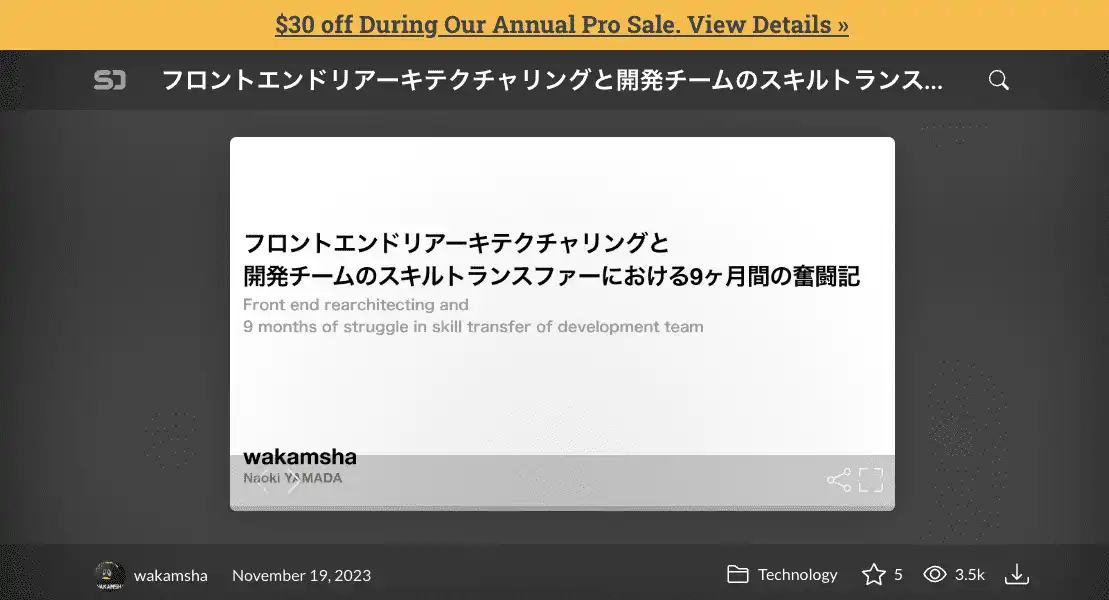 $30 off During Our Annual Pro Sale. View Details »
フロントエンドリアーキテクチャリングと開発チームのスキルトランス...
フロントエンドリアーキテクチャリングと
開発チームのスキルトランスファーにおける9ヶ月間の奮闘記
Front end rearchitecting and
9 months of struggle in skill transfer of development team
wakamsha
Naoki YAMADA
wakamsha November 19, 2023 Technology 5 3.5k